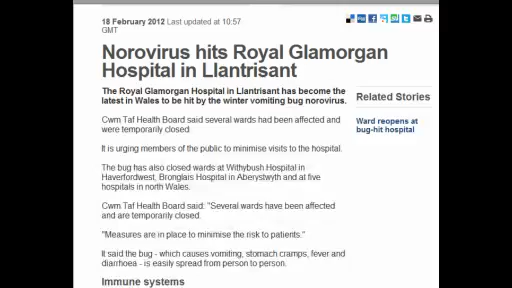 18 February 2012 Last updated at 10:57
GMT
Norovirus hits Royal Glamorgan
Hospital in Llantrisant
The Royal Glamorgan Hospital in Llantrisant has become the
latest in Wales to be hit by the winter vomiting bug norovirus.
Cwm Taf Health Board said several wards had been affected and
were temporarily closed.
It is urging members of the public to minimise visits to the hospital.
The bug has also closed wards at Withybush Hospital in
Haverfordwest, Bronglais Hospital in Aberystwyth and at five
hospitals in north Wales.
Cwm Taf Health Board said: "Several wards have been affected
and are temporarily closed.
"Measures are in place to minimise the risk to patients."
It said the bug - which causes vomiting, stomach cramps, fever and
diarrhoea - is easily spread from person to person.
Immune systems
Related Stories
Ward reopens at
bug-hit hospital